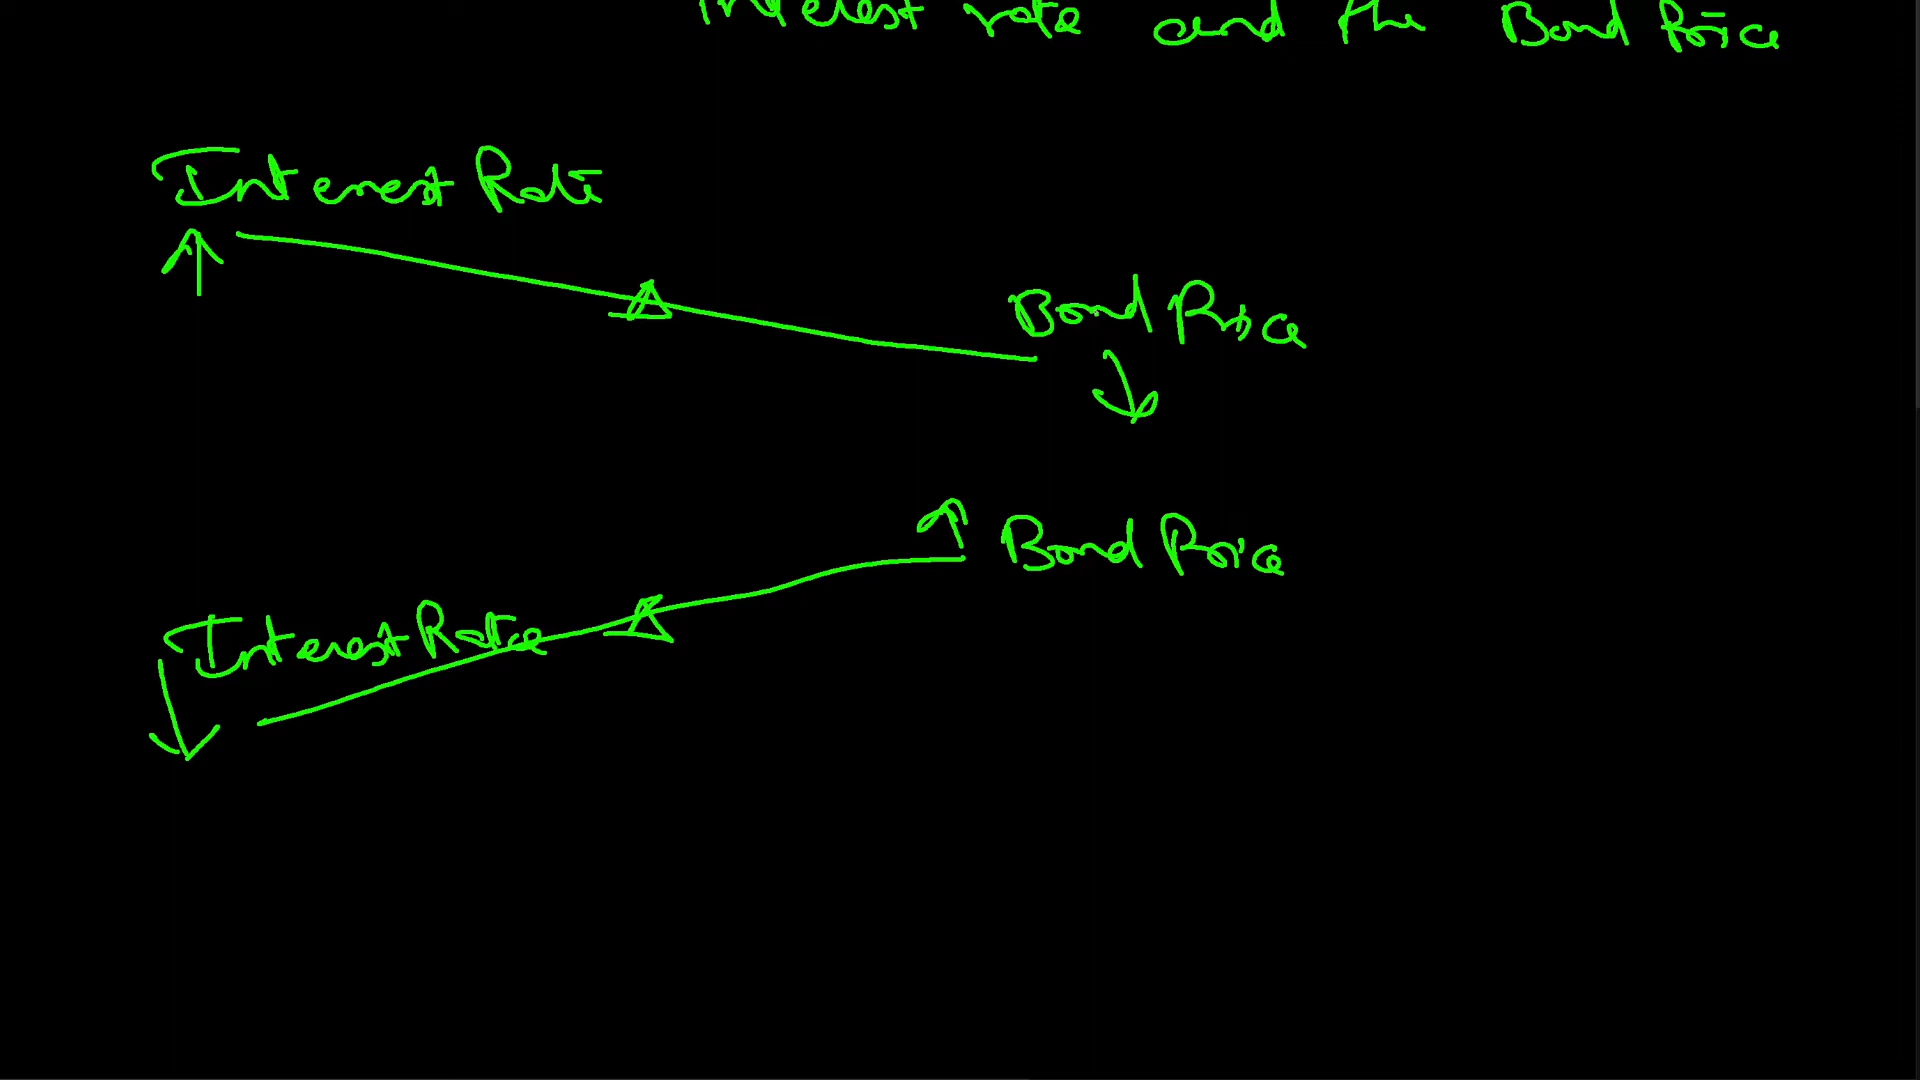 Interest rate and the Bond Price
Interest Rate
Bond Price
Bond Price
Interest Rate